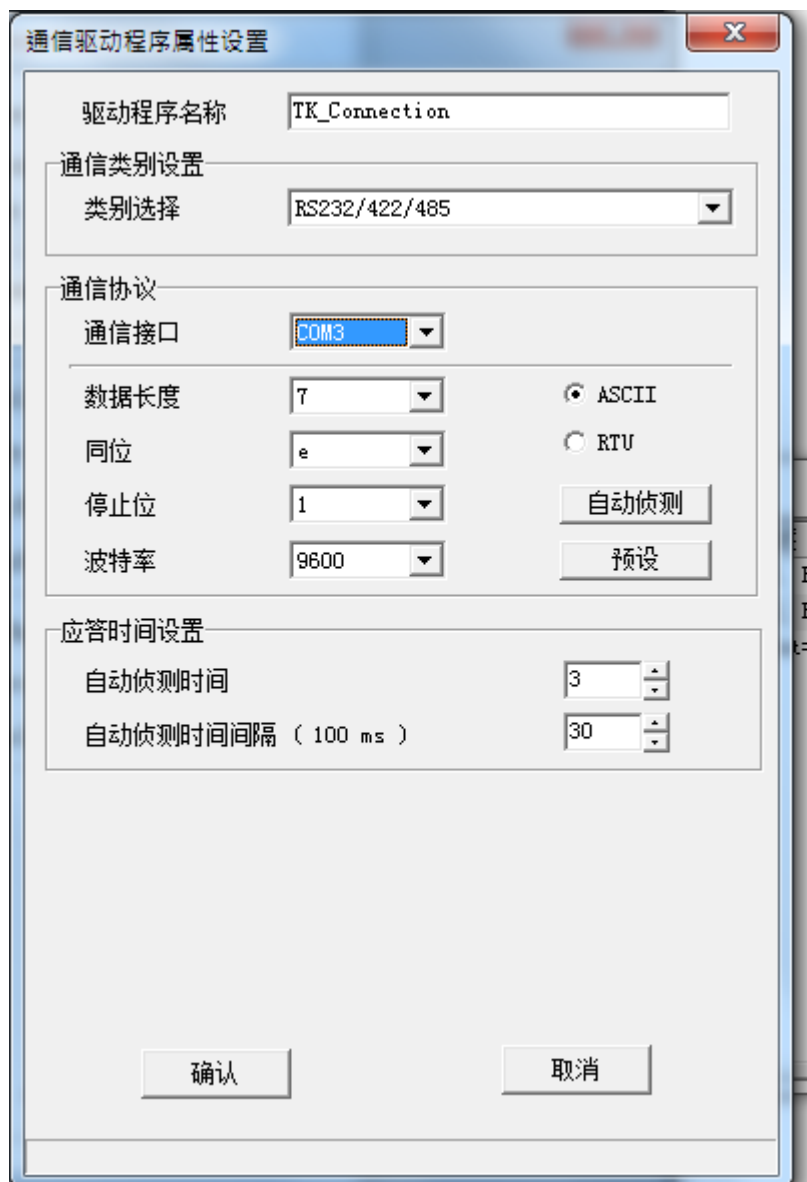 通信驱动程序属性设置
驱动程序名称 TK_Connection
通信类别设置
类别选择 RS232/422/485
通信协议
通信接口 COM3
数据长度 7 ASCII
同位 e RTU
停止位 1 自动侦测
波特率 9600 预设
应答时间设置
自动侦测时间 3
自动侦测时间间隔 ( 100 ms ) 30
确认 取消